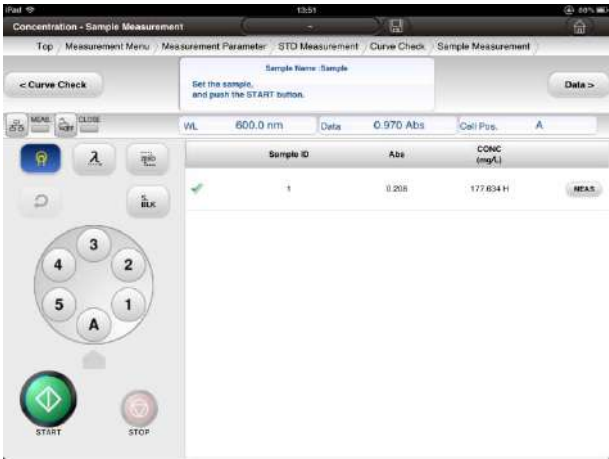 iPad 13:51
Concentration - Sample Measurement -
Top Measurement Menu Measurement Parameter STD Measurement Curve Check Sample Measurement
< Curve Check
Sample Name :Sample
Set the sample,
and push the START button.
Data >
MEAS. CLOSE
WL 600.0 nm Data 0.970 Abs Cell Pos. A
Sample ID Abs CONC
(mg/L)
λ
1 0.208 177.634 H MEAS
S.
BLK
3
4 2
5 1
A
START STOP